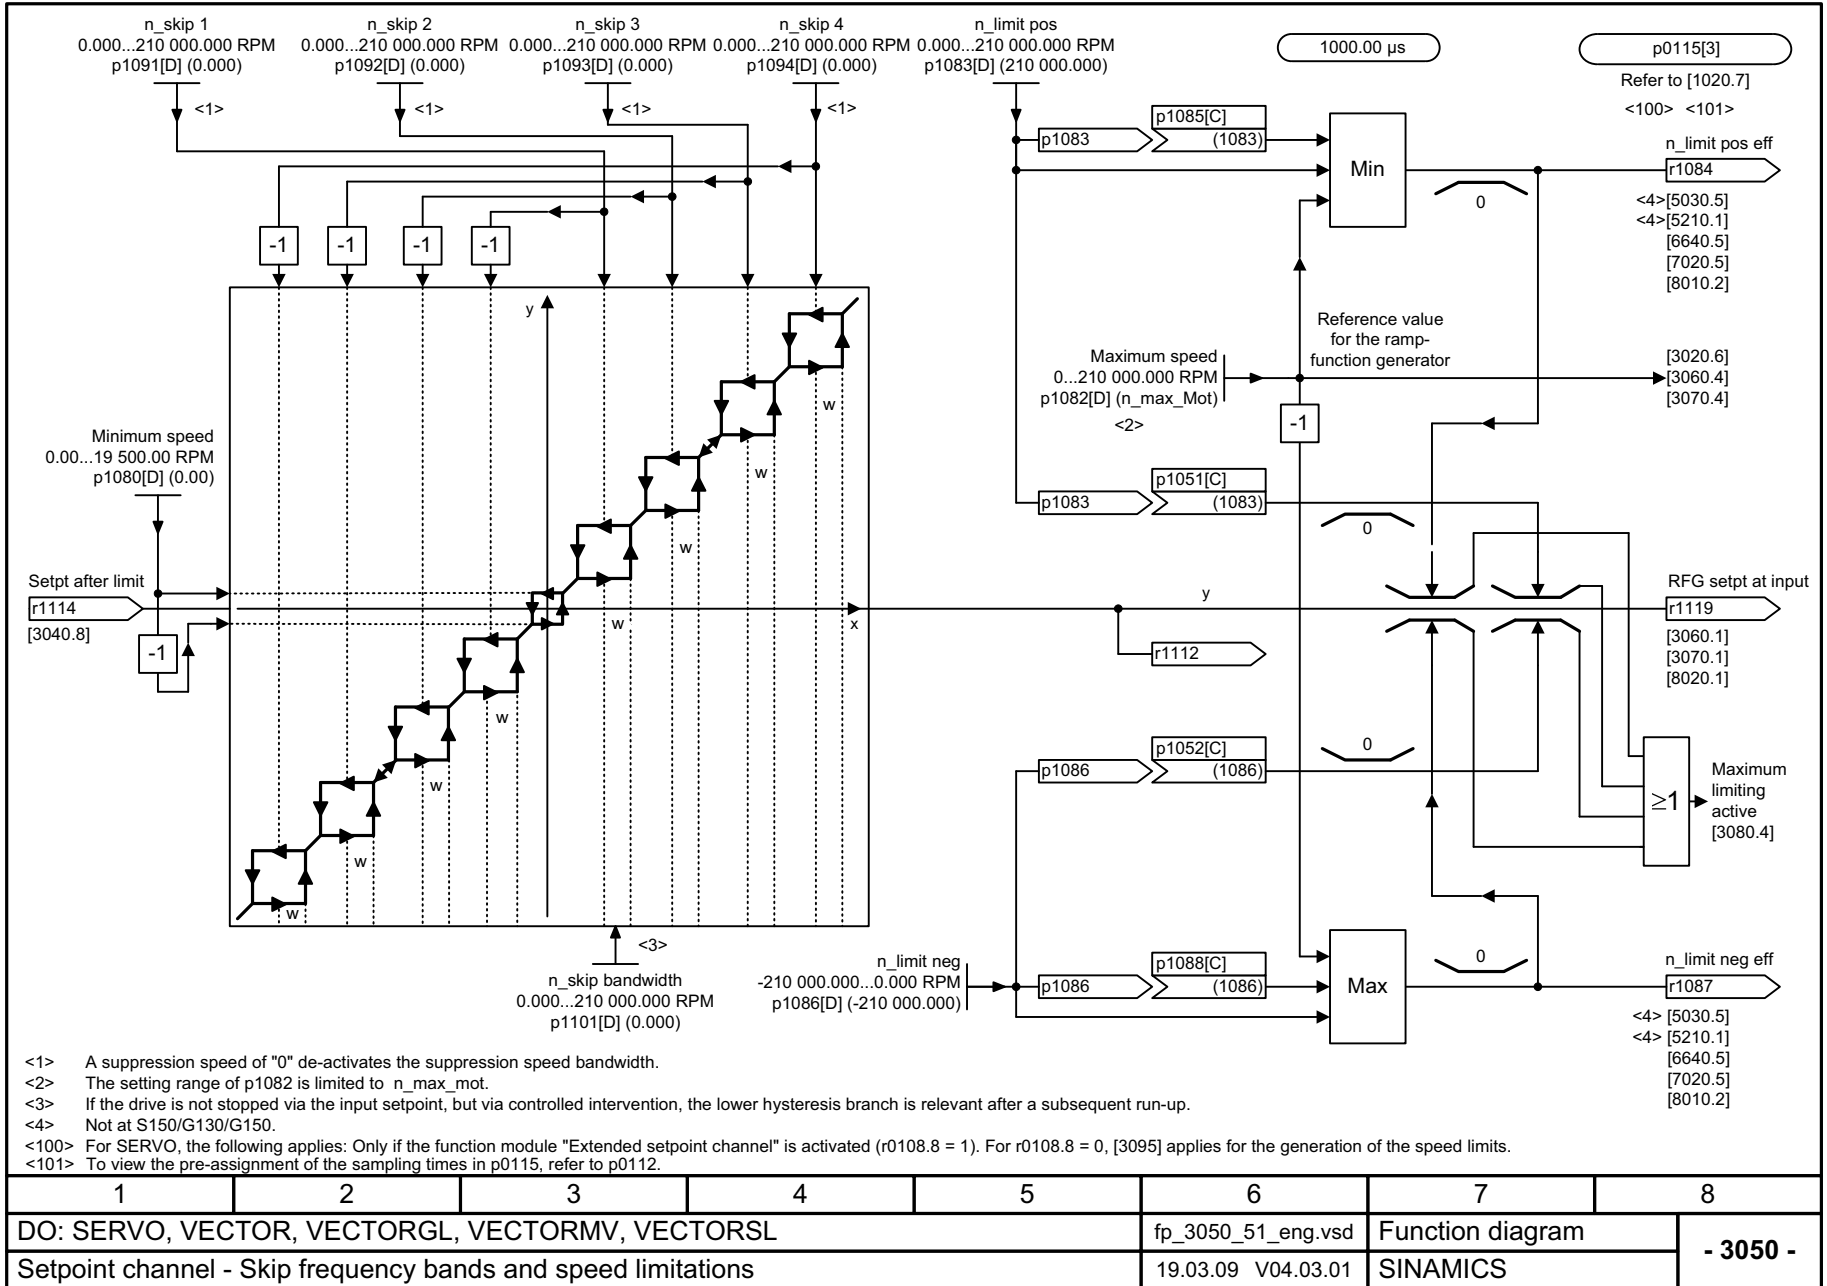 n_skip 1
0.000...210 000.000 RPM
p1091[D] (0.000)
<1>
n_skip 2
0.000...210 000.000 RPM
p1092[D] (0.000)
<1>
n_skip 3
0.000...210 000.000 RPM
p1093[D] (0.000)
<1>
n_skip 4
0.000...210 000.000 RPM
p1094[D] (0.000)
<1>
n_limit pos
0.000...210 000.000 RPM
p1083[D] (210 000.000)
1000.00 µs
p0115[3]
Refer to [1020.7]
<100> <101>
p1083
p1085[C]
(1083)
Min
0
n_limit pos eff
r1084
<4>[5030.5]
<4>[5210.1]
[6640.5]
[7020.5]
[8010.2]
-1
-1
-1
-1
y
w
w
w
w
w
w
w
w
x
Minimum speed
0.00...19 500.00 RPM
p1080[D] (0.00)
Setpt after limit
r1114
[3040.8]
-1
Reference value
for the ramp-
function generator
Maximum speed
0...210 000.000 RPM
p1082[D] (n_max_Mot)
<2>
-1
[3020.6]
[3060.4]
[3070.4]
p1083
p1051[C]
(1083)
0
y
r1112
RFG setpt at input
r1119
[3060.1]
[3070.1]
[8020.1]
p1086
p1052[C]
(1086)
0
≥1
Maximum
limiting
active
[3080.4]
<3>
n_skip bandwidth
0.000...210 000.000 RPM
p1101[D] (0.000)
n_limit neg
-210 000.000...0.000 RPM
p1086[D] (-210 000.000)
p1086
p1088[C]
(1086)
Max
0
n_limit neg eff
r1087
<4> [5030.5]
<4> [5210.1]
[6640.5]
[7020.5]
[8010.2]
<1> A suppression speed of "0" de-activates the suppression speed bandwidth.
<2> The setting range of p1082 is limited to n_max_mot.
<3> If the drive is not stopped via the input setpoint, but via controlled intervention, the lower hysteresis branch is relevant after a subsequent run-up.
<4> Not at S150/G130/G150.
<100> For SERVO, the following applies: Only if the function module "Extended setpoint channel" is activated (r0108.8 = 1). For r0108.8 = 0, [3095] applies for the generation of the speed limits.
<101> To view the pre-assignment of the sampling times in p0115, refer to p0112.
1 2 3 4 5 6 7 8
DO: SERVO, VECTOR, VECTORGL, VECTORMV, VECTORSL
fp_3050_51_eng.vsd
Function diagram
- 3050 -
Setpoint channel - Skip frequency bands and speed limitations
19.03.09 V04.03.01
SINAMICS